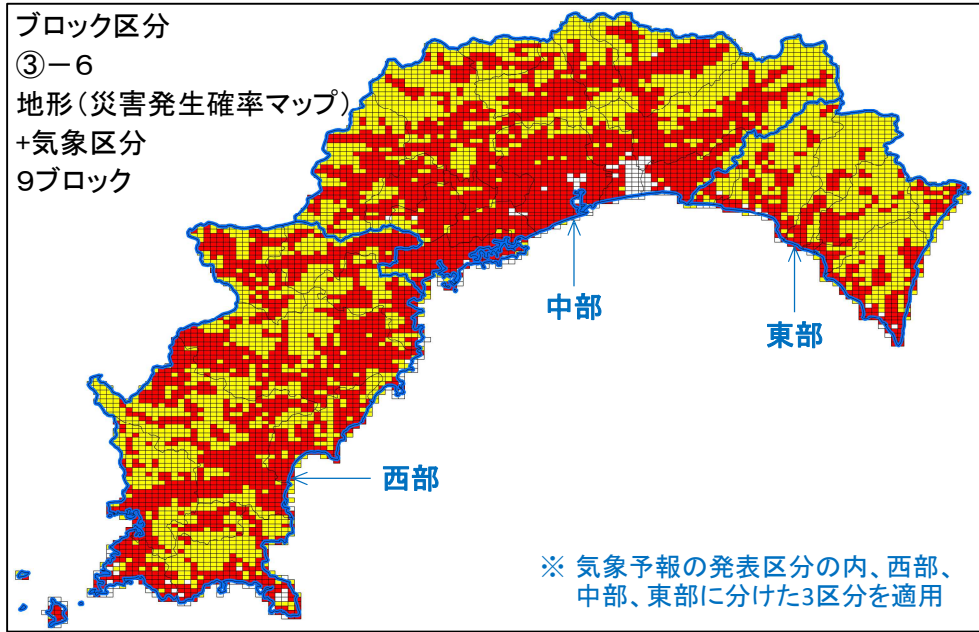 ブロック区分
③－6
地形（災害発生確率マップ）
+気象区分
9ブロック
中部
東部
西部
※ 気象予報の発表区分の内、西部、
中部、東部に分けた3区分を適用